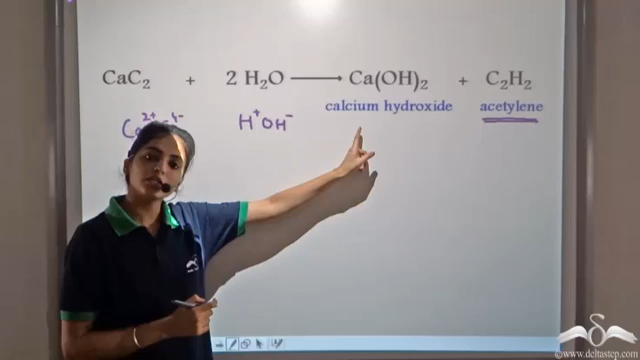 CaC₂ + 2 H₂O ⟶ Ca(OH)₂ + C₂H₂
calcium hydroxide acetylene
H⁺OH⁻
©www.deltastep.com